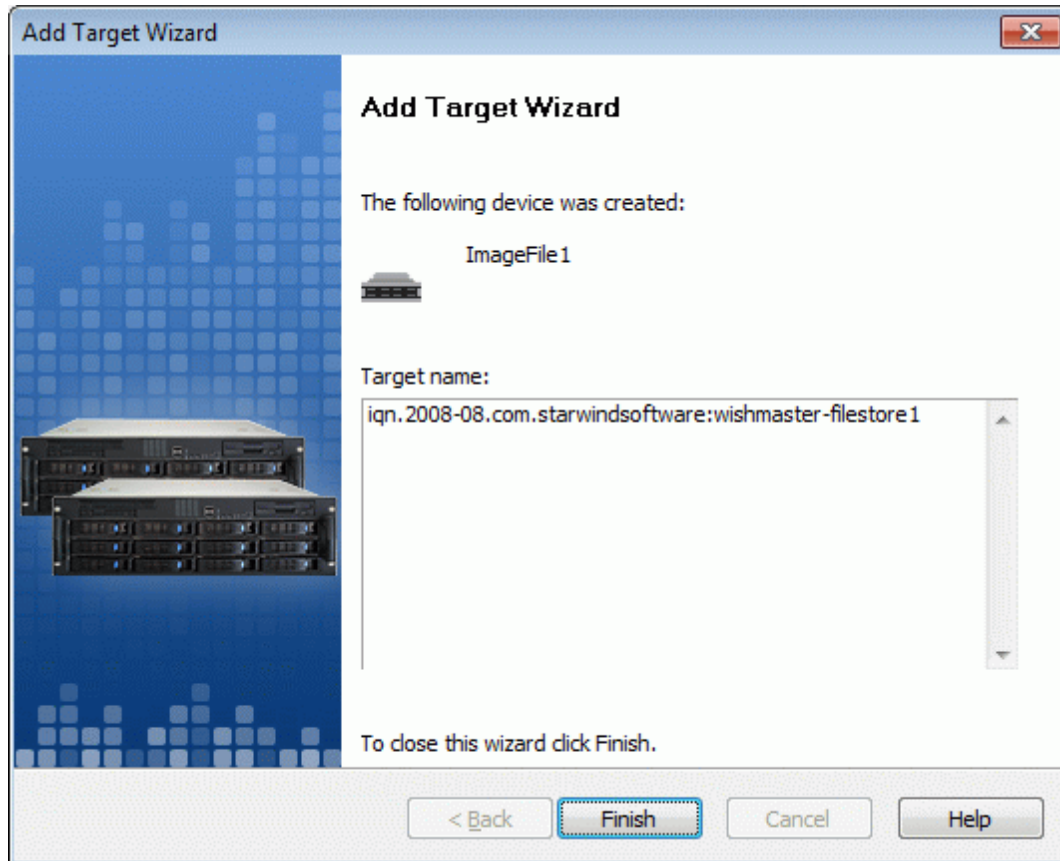 Add Target Wizard
Add Target Wizard
The following device was created:
ImageFile1
Target name:
iqn.2008-08.com.starwindsoftware:wishmaster-filestore1
To close this wizard click Finish.
< Back
Finish
Cancel
Help